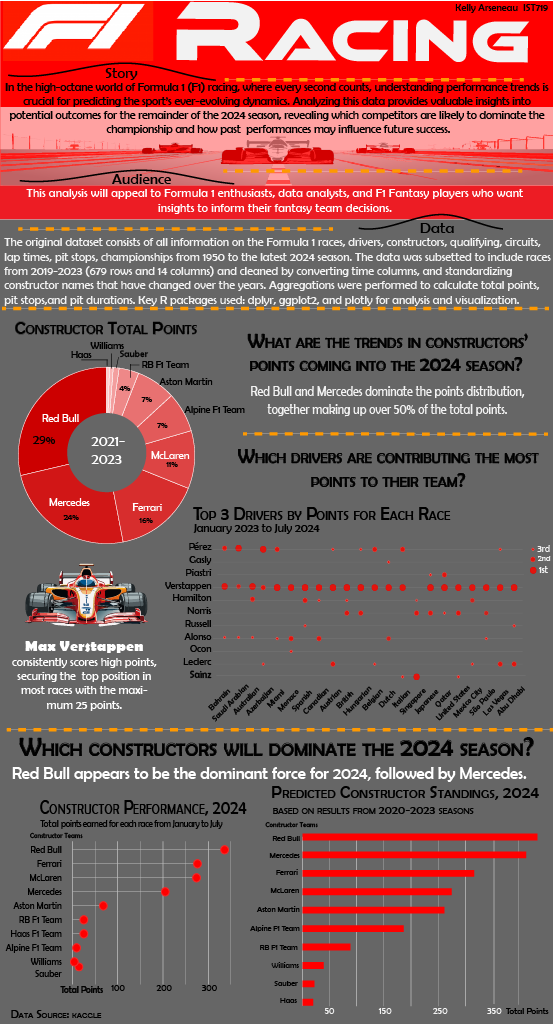 Kelly Arseneau IST719
F1 RACING
Story
In the high-octane world of Formula 1 (F1) racing, where every second counts, understanding performance trends is
crucial for predicting the sport's ever-evolving dynamics. Analyzing this data provides valuable insights into
potential outcomes for the remainder of the 2024 season, revealing which competitors are likely to dominate the
championship and how past performances may influence future success.
Audience
This analysis will appeal to Formula 1 enthusiasts, data analysts, and F1 Fantasy players who want
insights to inform their fantasy team decisions.
Data
The original dataset consists of all information on the Formula 1 races, drivers, constructors, qualifying, circuits,
lap times, pit stops, championships from 1950 to the latest 2024 season. The data was subsetted to include races
from 2019-2023 (679 rows and 14 columns) and cleaned by converting time columns, and standardizing
constructor names that have changed over the years. Aggregations were performed to calculate total points,
pit stops,and pit durations. Key R packages used: dplyr, ggplot2, and plotly for analysis and visualization.
Constructor Total Points
Williams
Haas
Sauber
RB F1 Team
4%
Aston Martin
7%
Alpine F1 Team
7%
McLaren
11%
Ferrari
16%
Mercedes
24%
Red Bull
29%
2021-
2023
What are the trends in constructors'
points coming into the 2024 season?
Red Bull and Mercedes dominate the points distribution,
together making up over 50% of the total points.
Which drivers are contributing the most
points to their team?
Top 3 Drivers by Points for Each Race
January 2023 to July 2024
Pérez
Gasly
Piastri
Verstappen
Hamilton
Norris
Russell
Alonso
Ocon
Leclerc
Sainz
3rd
2nd
1st
Bahrain
Saudi Arabian
Australian
Azerbaijan
Miami
Monaco
Spanish
Canadian
Austrian
British
Hungarian
Belgian
Dutch
Italian
Singapore
Japanese
Qatar
United States
Mexico City
São Paulo
Las Vegas
Abu Dhabi
Max Verstappen
consistently scores high points,
securing the top position in
most races with the maxi-
mum 25 points.
Which constructors will dominate the 2024 season?
Red Bull appears to be the dominant force for 2024, followed by Mercedes.
Constructor Performance, 2024
Total points earned for each race from January to July
Constructor Teams
Red Bull
Ferrari
McLaren
Mercedes
Aston Martin
RB F1 Team
Haas F1 Team
Alpine F1 Team
Williams
Sauber
Total Points 100 200 300
Predicted Constructor Standings, 2024
based on results from 2020-2023 seasons
Constructor Teams
Red Bull
Mercedes
Ferrari
McLaren
Aston Martin
Alpine F1 Team
RB F1 Team
Williams
Sauber
Haas
50 150 250 350 Total Points
Data Source: kaggle